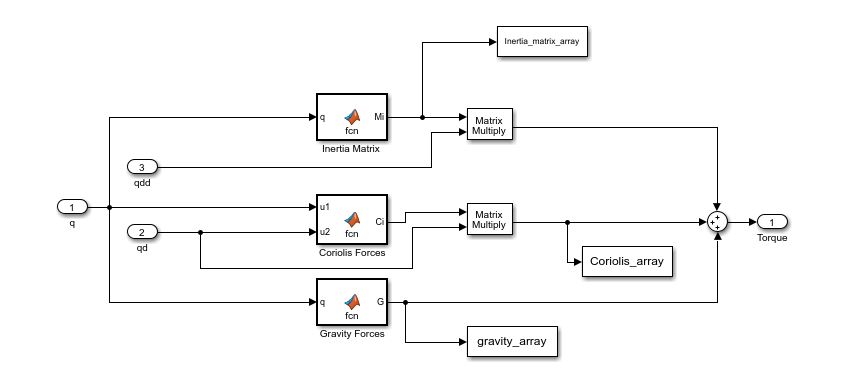 Inertia_matrix_array
q
Mi
fcn
Inertia Matrix
Matrix
Multiply
3
qdd
1
q
u1
u2
Ci
fcn
Coriolis Forces
Matrix
Multiply
2
qd
+
+
+
1
Torque
Coriolis_array
q
G
fcn
Gravity Forces
gravity_array